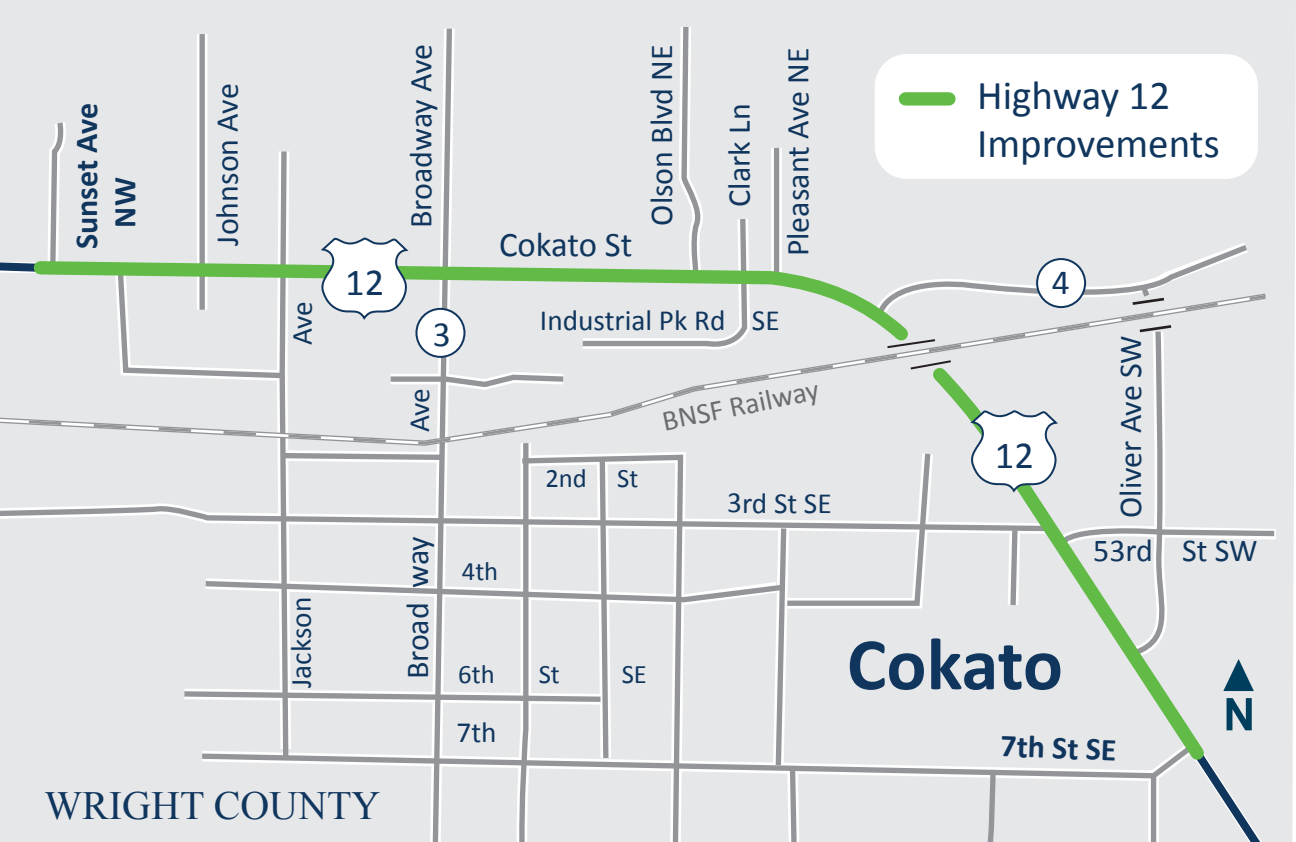 Highway 12
Improvements
Sunset Ave
NW
Johnson Ave
Broadway Ave
Olson Blvd NE
Clark Ln
Pleasant Ave NE
Cokato St
12
4
Ave
3
Industrial Pk Rd SE
Ave
BNSF Railway
Oliver Ave SW
12
2nd St
3rd St SE
53rd St SW
4th
Jackson
Broad way
Cokato
6th St SE
7th
7th St SE
N
WRIGHT COUNTY